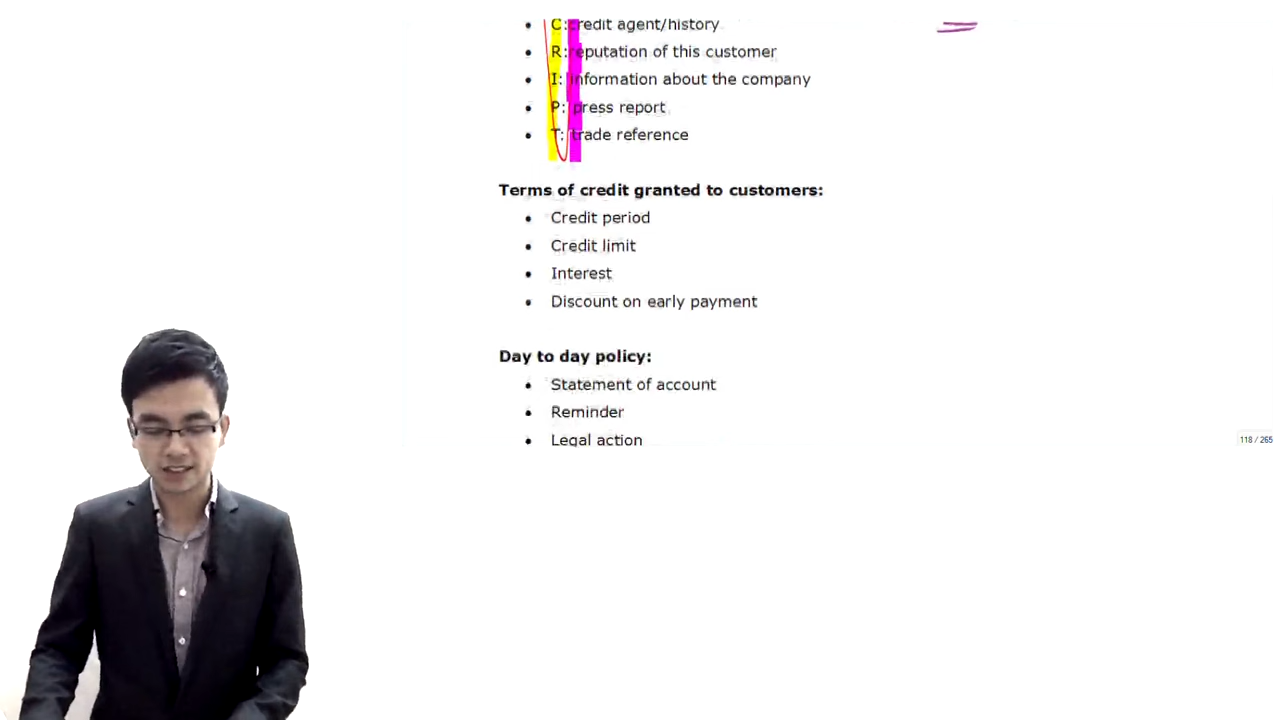 • C: credit agent/history
• R: reputation of this customer
• I: information about the company
• P: press report
• T: trade reference
Terms of credit granted to customers:
• Credit period
• Credit limit
• Interest
• Discount on early payment
Day to day policy:
• Statement of account
• Reminder
• Legal action
118 / 265